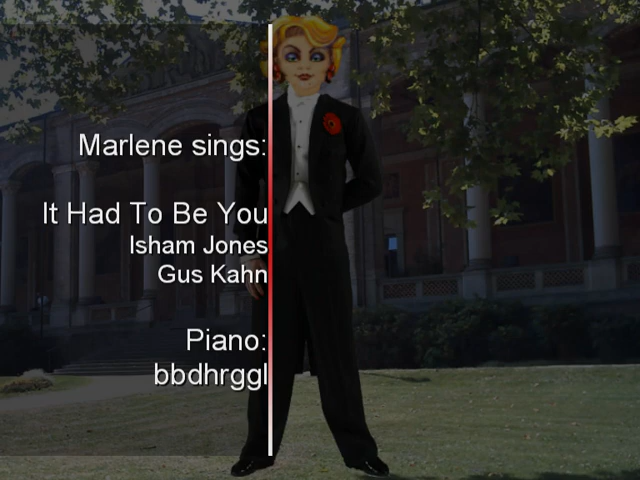 Marlene sings:
It Had To Be You
Isham Jones
Gus Kahn
Piano:
bbdhrggl